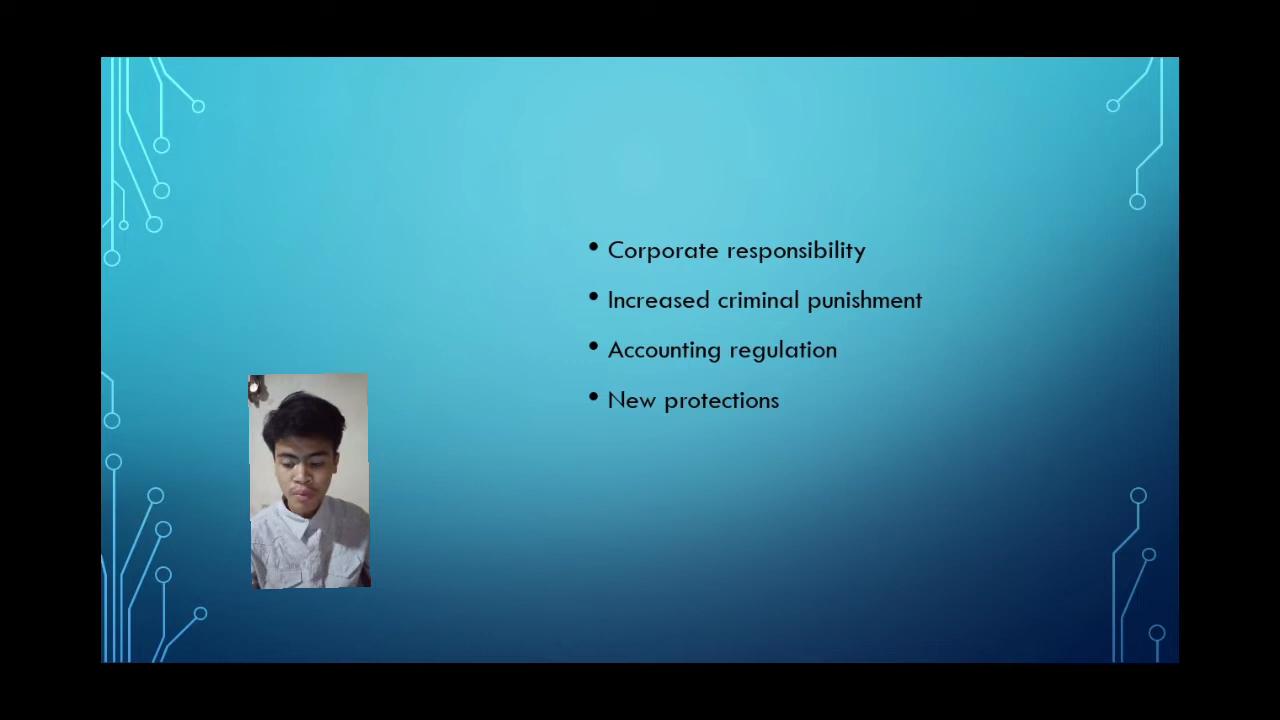 • Corporate responsibility
• Increased criminal punishment
• Accounting regulation
• New protections